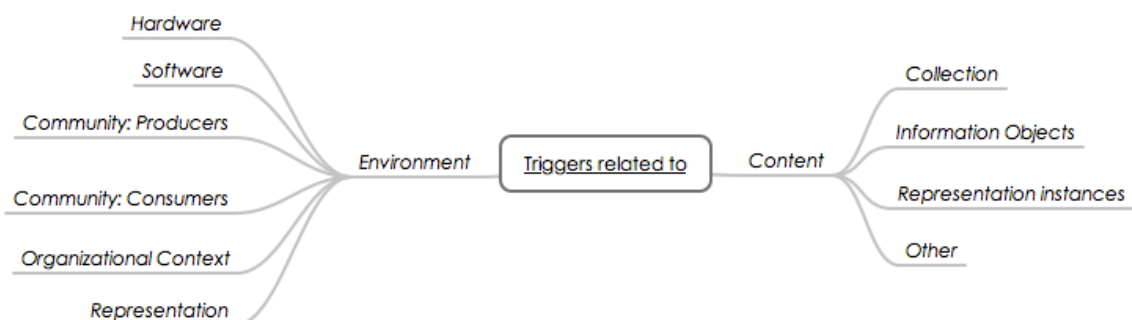 Hardware
Software
Community: Producers
Community: Consumers
Organizational Context
Representation
Environment
Triggers related to
Content
Collection
Information Objects
Representation instances
Other